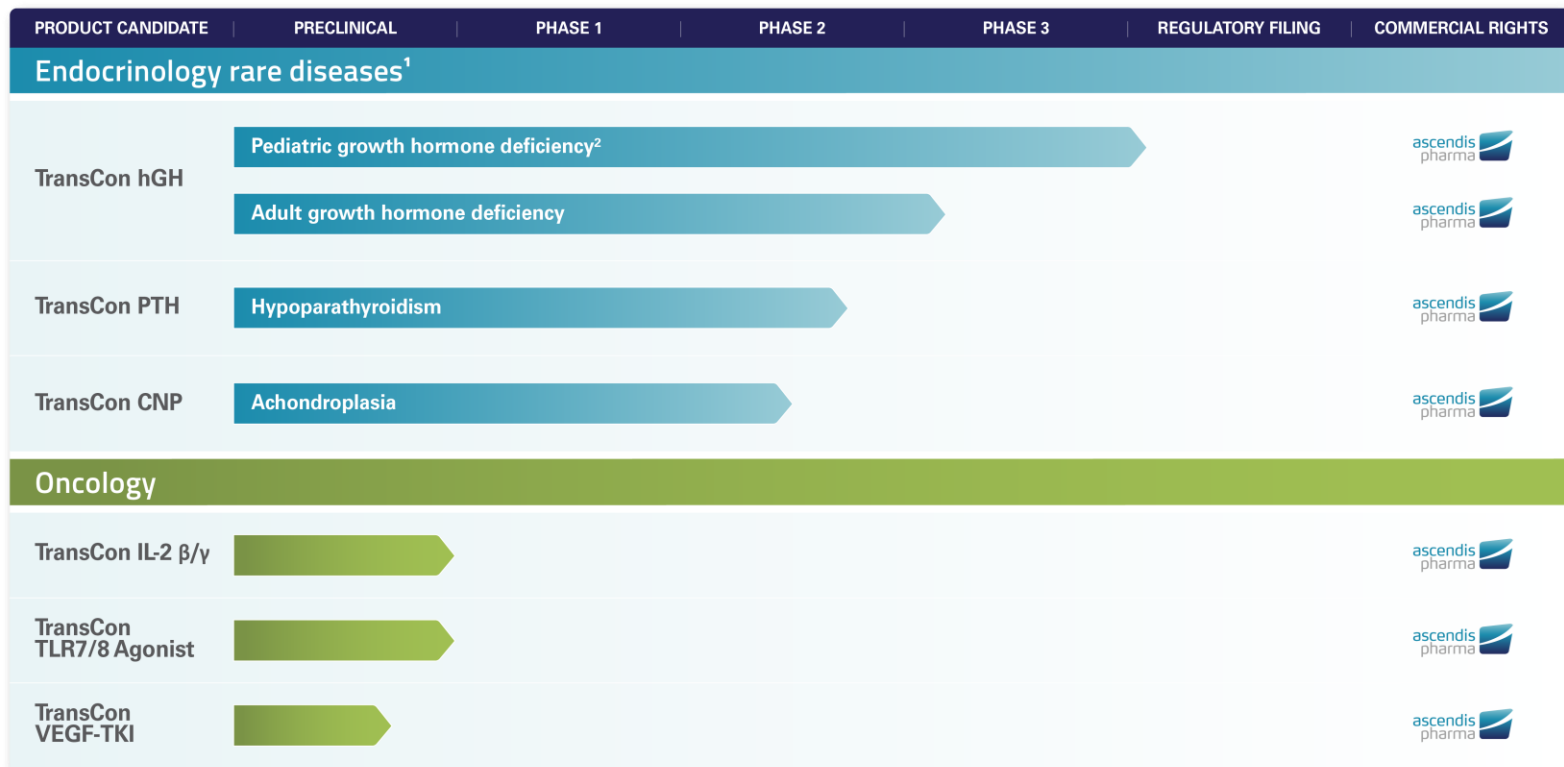 PRODUCT CANDIDATE | PRECLINICAL | PHASE 1 | PHASE 2 | PHASE 3 | REGULATORY FILING | COMMERCIAL RIGHTS
Endocrinology rare diseases¹
TransCon hGH
Pediatric growth hormone deficiency²
ascendis
pharma
Adult growth hormone deficiency
ascendis
pharma
TransCon PTH
Hypoparathyroidism
ascendis
pharma
TransCon CNP
Achondroplasia
ascendis
pharma
Oncology
TransCon IL-2 β/γ
ascendis
pharma
TransCon
TLR7/8 Agonist
ascendis
pharma
TransCon
VEGF-TKI
ascendis
pharma